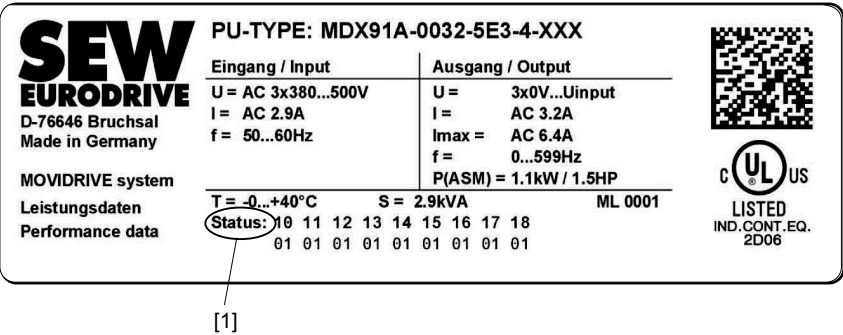 SEW
EURODRIVE
D-76646 Bruchsal
Made in Germany
MOVIDRIVE system
Leistungsdaten
Performance data
PU-TYPE: MDX91A-0032-5E3-4-XXX
Eingang / Input
U = AC 3x380...500V
I = AC 2.9A
f = 50...60Hz
Ausgang / Output
U = 3x0V...Uinput
I = AC 3.2A
Imax = AC 6.4A
f = 0...599Hz
P(ASM) = 1.1kW / 1.5HP
T = -0...+40°C S = 2.9kVA ML 0001
Status: 10 11 12 13 14 15 16 17 18
01 01 01 01 01 01 01 01 01
C UL ® US
LISTED
IND.CONT.EQ.
2D06
[1]